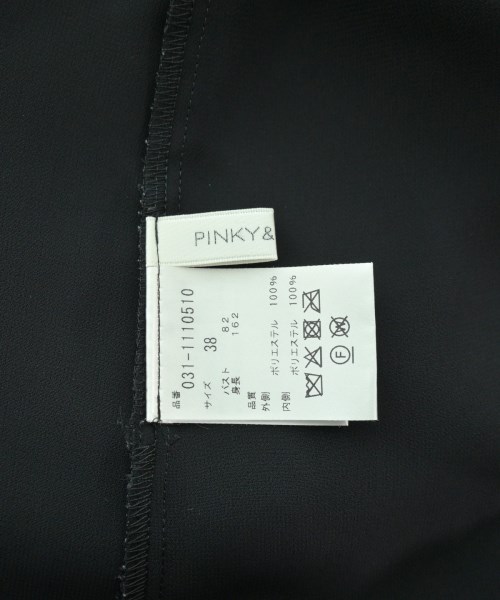 PINKY&
品番 031-1110510
サイズ 38
バスト 82
身長 162
品質
外側 ポリエステル 100%
内側 ポリエステル 100%
F W